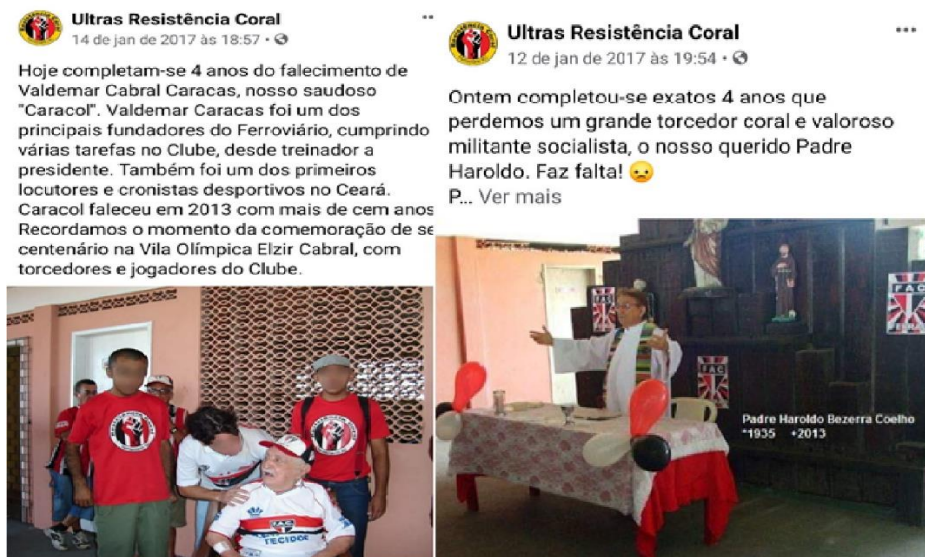 Ultras Resistência Coral
14 de jan de 2017 às 18:57 •
Hoje completam-se 4 anos do falecimento de
Valdemar Cabral Caracas, nosso saudoso
"Caracol". Valdemar Caracas foi um dos
principais fundadores do Ferroviário, cumprindo
várias tarefas no Clube, desde treinador a
presidente. Também foi um dos primeiros
locutores e cronistas desportivos no Ceará.
Caracol faleceu em 2013 com mais de cem anos
Recordamos o momento da comemoração de se
centenário na Vila Olímpica Elzir Cabral, com
torcedores e jogadores do Clube.
F.A.C.
TECIDOS
Ultras Resistência Coral
12 de jan de 2017 às 19:54 •
Ontem completou-se exatos 4 anos que
perdemos um grande torcedor coral e valoroso
militante socialista, o nosso querido Padre
Haroldo. Faz falta! 😞
P... Ver mais
FAC
FAC
FAC
Padre Haroldo Bezerra Coelho
*1935 +2013